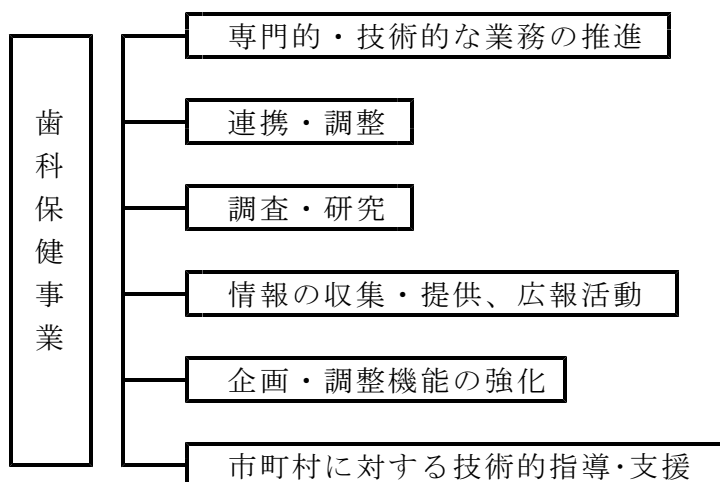 歯科保健事業
専門的・技術的な業務の推進
連携・調整
調査・研究
情報の収集・提供、広報活動
企画・調整機能の強化
市町村に対する技術的指導・支援